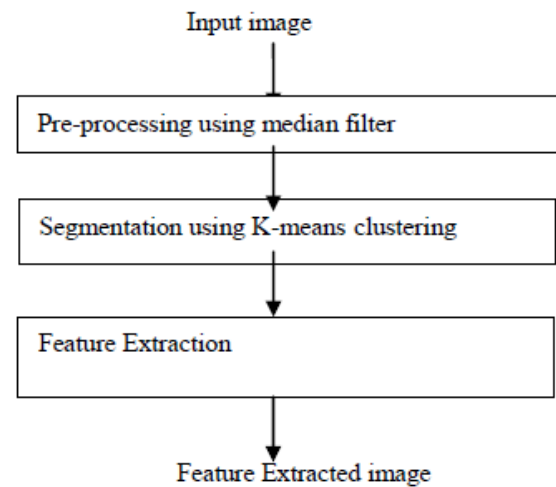 Input image
Pre-processing using median filter
Segmentation using K-means clustering
Feature Extraction
Feature Extracted image